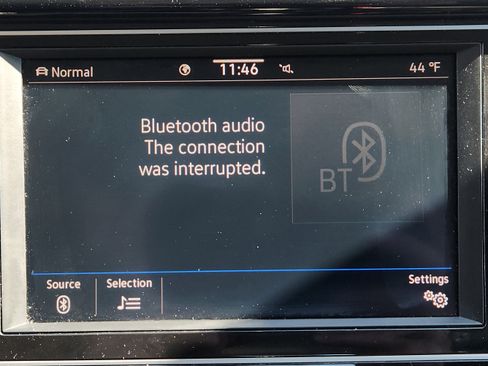 Normal 11:46 44 °F
Bluetooth audio
The connection
was interrupted.
BT
Source Selection Settings